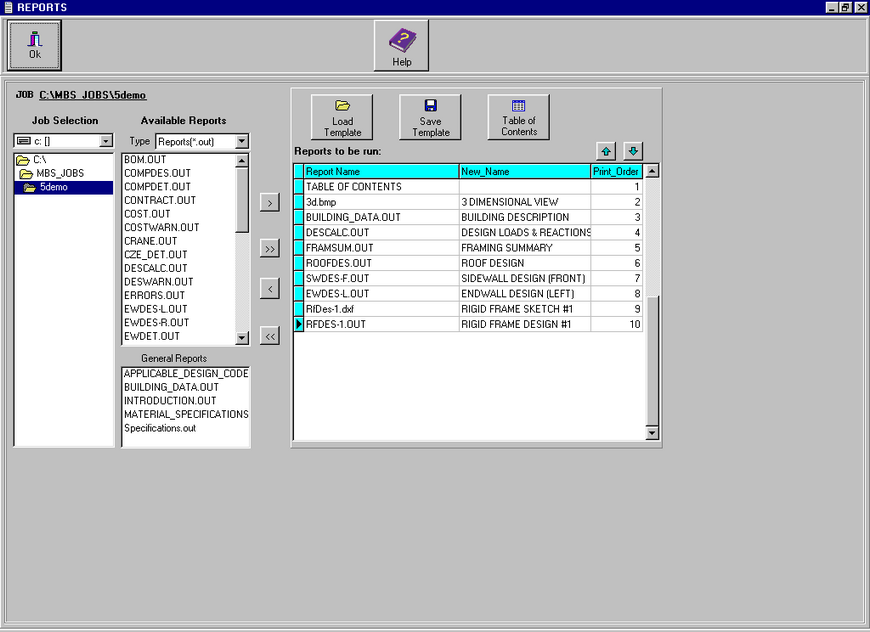 REPORTS
Ok
Help
JOB C:\MBS_JOBS\5demo
Job Selection
Available Reports
Type Reports(*.out)
c: []
C:\
MBS_JOBS
5demo
BOM.OUT
COMPDES.OUT
COMPDET.OUT
CONTRACT.OUT
COST.OUT
COSTWARN.OUT
CRANE.OUT
CZE_DET.OUT
DESCALC.OUT
DESWARN.OUT
ERRORS.OUT
EWDES-L.OUT
EWDES-R.OUT
EWDET.OUT
General Reports
APPLICABLE_DESIGN_CODE
BUILDING_DATA.OUT
INTRODUCTION.OUT
MATERIAL_SPECIFICATIONS
Specifications.out
>
>>
<
<<
Load
Template
Save
Template
Table of
Contents
Reports to be run:
Report Name New_Name Print_Order
TABLE OF CONTENTS 1
3d.bmp 3 DIMENSIONAL VIEW 2
BUILDING_DATA.OUT BUILDING DESCRIPTION 3
DESCALC.OUT DESIGN LOADS & REACTIONS 4
FRAMSUM.OUT FRAMING SUMMARY 5
ROOFDES.OUT ROOF DESIGN 6
SWDES-F.OUT SIDEWALL DESIGN (FRONT) 7
EWDES-L.OUT ENDWALL DESIGN (LEFT) 8
RIDes-1.dxf RIGID FRAME SKETCH #1 9
RFDES-1.OUT RIGID FRAME DESIGN #1 10